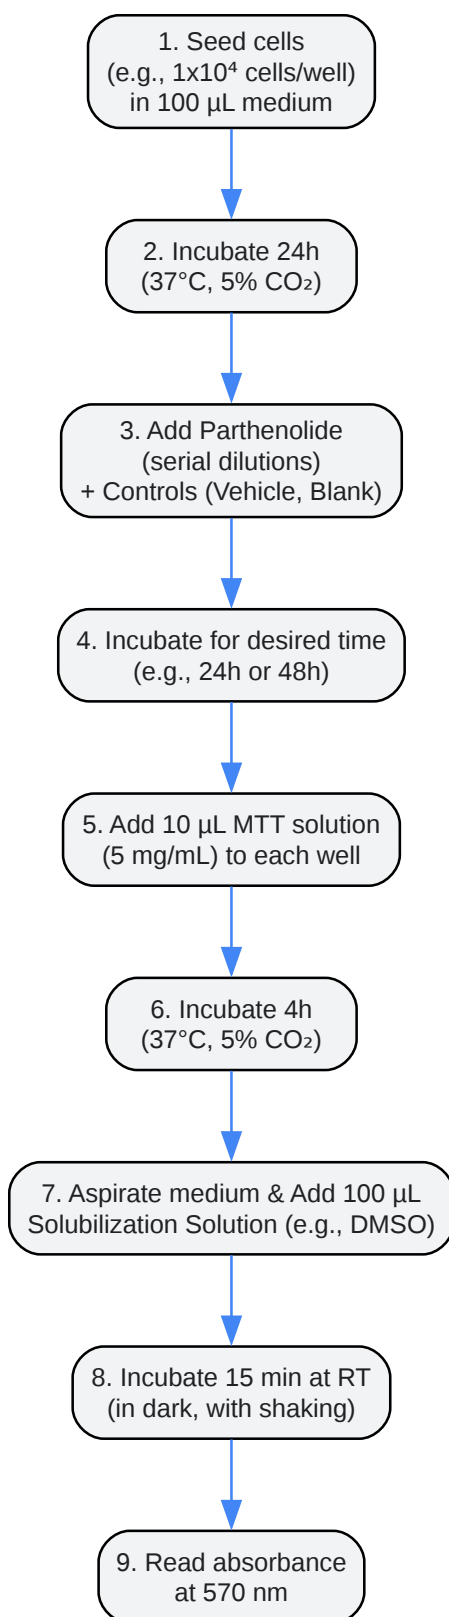 1. Seed cells
(e.g., 1x10⁴ cells/well)
in 100 µL medium
2. Incubate 24h
(37°C, 5% CO₂)
3. Add Parthenolide
(serial dilutions)
+ Controls (Vehicle, Blank)
4. Incubate for desired time
(e.g., 24h or 48h)
5. Add 10 µL MTT solution
(5 mg/mL) to each well
6. Incubate 4h
(37°C, 5% CO₂)
7. Aspirate medium & Add 100 µL
Solubilization Solution (e.g., DMSO)
8. Incubate 15 min at RT
(in dark, with shaking)
9. Read absorbance
at 570 nm